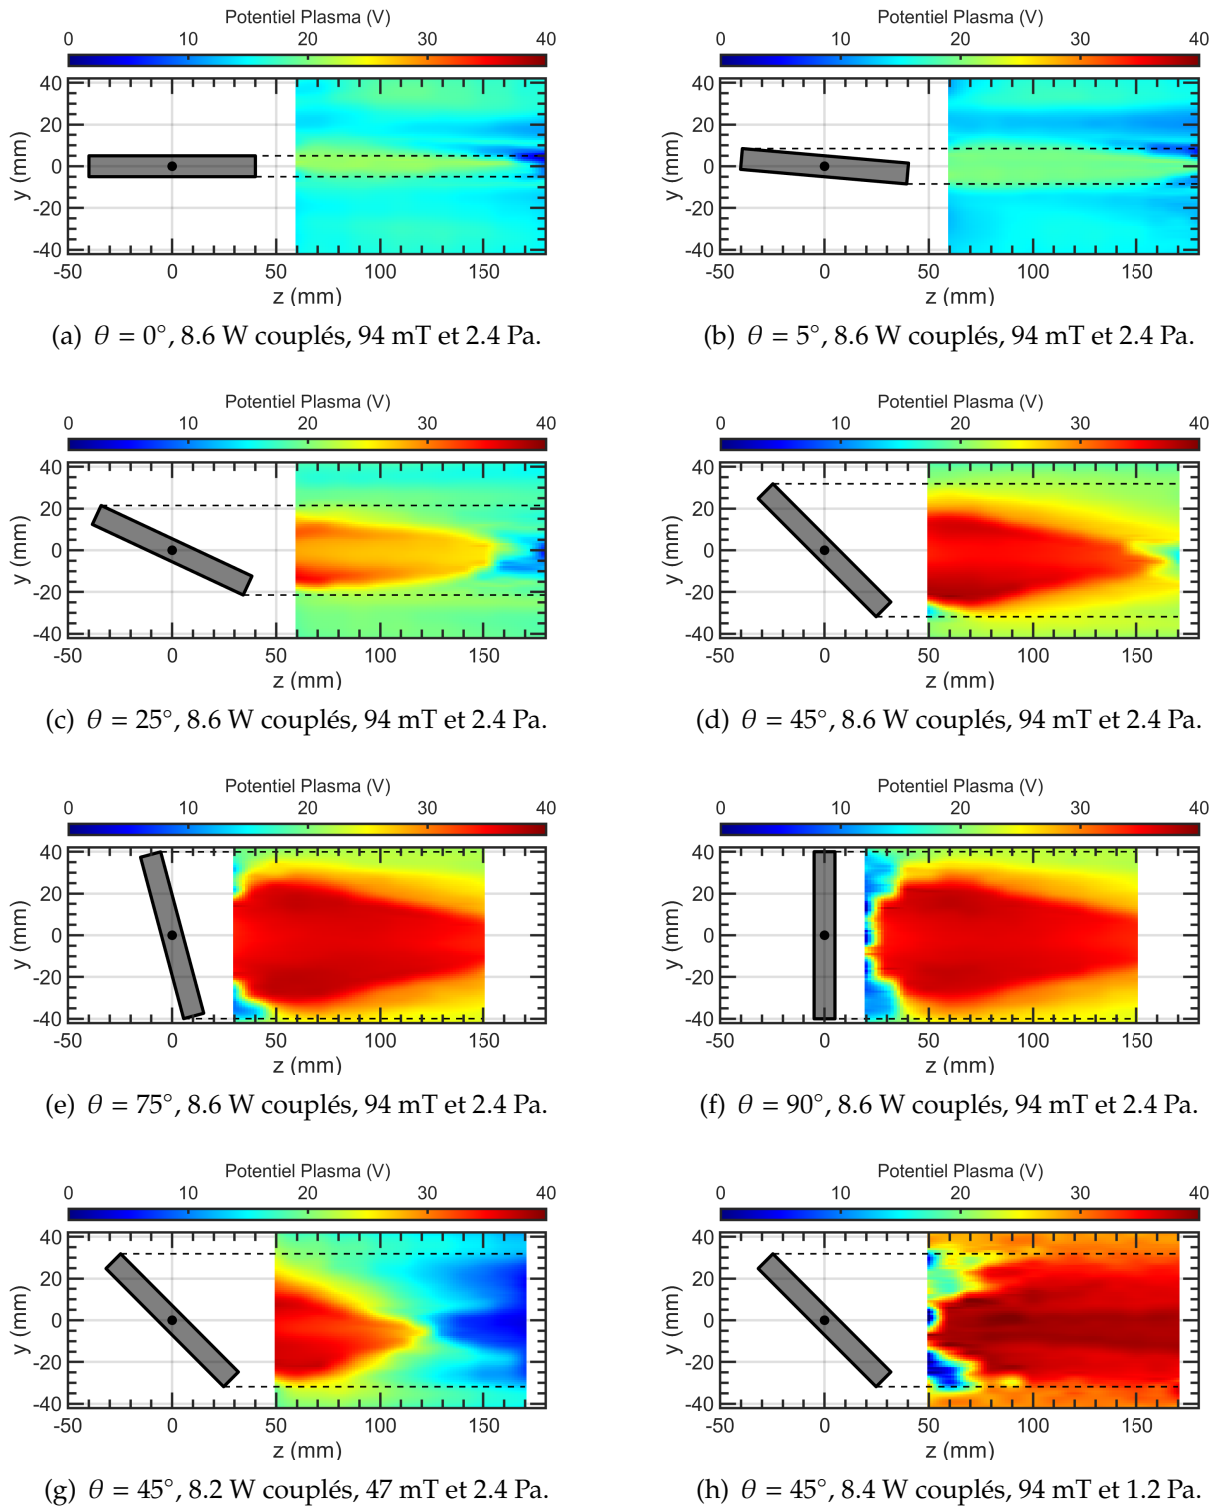 Potentiel Plasma (V) Potentiel Plasma (V)
0 10 20 30 40 0 10 20 30 40
40 40
20 20
y (mm) 0 y (mm) 0
-20 -20
-40 -40
-50 0 50 100 150 -50 0 50 100 150
z (mm) z (mm)
(a) θ = 0°, 8.6 W couplés, 94 mT et 2.4 Pa. (b) θ = 5°, 8.6 W couplés, 94 mT et 2.4 Pa.
Potentiel Plasma (V) Potentiel Plasma (V)
0 10 20 30 40 0 10 20 30 40
40 40
20 20
y (mm) 0 y (mm) 0
-20 -20
-40 -40
-50 0 50 100 150 -50 0 50 100 150
z (mm) z (mm)
(c) θ = 25°, 8.6 W couplés, 94 mT et 2.4 Pa. (d) θ = 45°, 8.6 W couplés, 94 mT et 2.4 Pa.
Potentiel Plasma (V) Potentiel Plasma (V)
0 10 20 30 40 0 10 20 30 40
40 40
20 20
y (mm) 0 y (mm) 0
-20 -20
-40 -40
-50 0 50 100 150 -50 0 50 100 150
z (mm) z (mm)
(e) θ = 75°, 8.6 W couplés, 94 mT et 2.4 Pa. (f) θ = 90°, 8.6 W couplés, 94 mT et 2.4 Pa.
Potentiel Plasma (V) Potentiel Plasma (V)
0 10 20 30 40 0 10 20 30 40
40 40
20 20
y (mm) 0 y (mm) 0
-20 -20
-40 -40
-50 0 50 100 150 -50 0 50 100 150
z (mm) z (mm)
(g) θ = 45°, 8.2 W couplés, 47 mT et 2.4 Pa. (h) θ = 45°, 8.4 W couplés, 94 mT et 1.2 Pa.